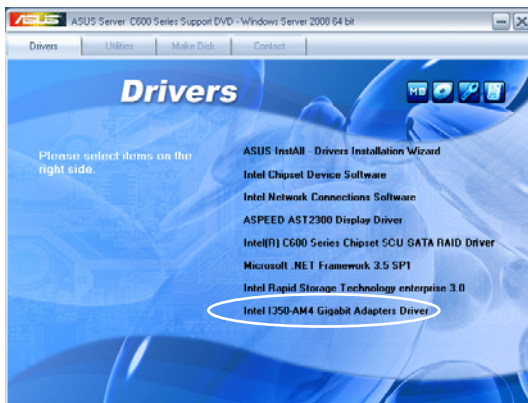 ASUS ASUS Server C600 Series Support DVD - Windows Server 2008 64 bit
Drivers Utilities Make Disk Contact
Drivers
MB
Please select items on the
right side.
ASUS InstAll - Drivers Installation Wizard
Intel Chipset Device Software
Intel Network Connections Software
ASPEED AST2300 Display Driver
Intel(R) C600 Series Chipset SCU SATA RAID Driver
Microsoft .NET Framework 3.5 SP1
Intel Rapid Storage Technology enterprise 3.0
Intel I350-AM4 Gigabit Adapters Driver